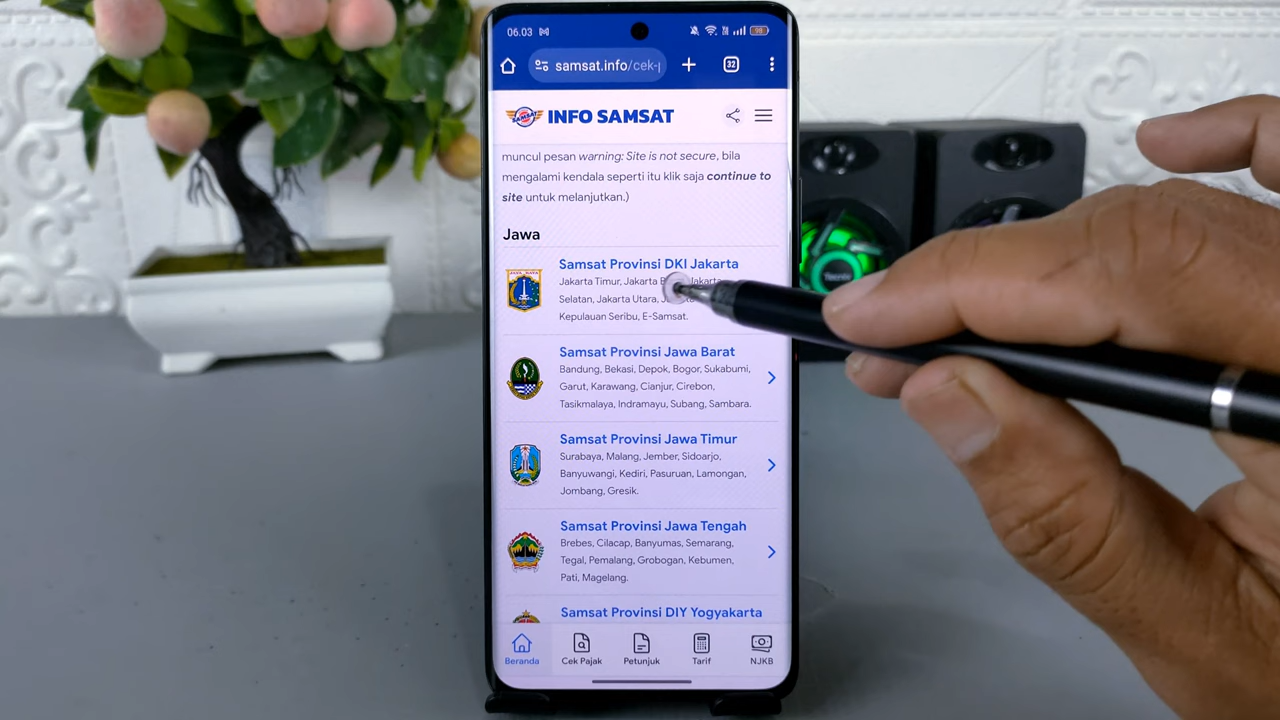 06.03
samsat.info/cek-p
32
SAMSAT
INFO SAMSAT
muncul pesan warning: Site is not secure, bila
mengalami kendala seperti itu klik saja continue to
site untuk melanjutkan.)
Jawa
Samsat Provinsi DKI Jakarta
Jakarta Timur, Jakarta Jakarta
Selatan, Jakarta Utara,
Kepulauan Seribu, E-Samsat.
Samsat Provinsi Jawa Barat
Bandung, Bekasi, Depok, Bogor, Sukabumi,
Garut, Karawang, Cianjur, Cirebon,
Tasikmalaya, Indramayu, Subang, Sambara.
Samsat Provinsi Jawa Timur
Surabaya, Malang, Jember, Sidoarjo,
Banyuwangi, Kediri, Pasuruan, Lamongan,
Jombang, Gresik.
Samsat Provinsi Jawa Tengah
Brebes, Cilacap, Banyumas, Semarang,
Tegal, Pemalang, Grobogan, Kebumen,
Pati, Magelang.
Samsat Provinsi DIY Yogyakarta
Beranda
Cek Pajak
Petunjuk
Tarif
NJKB